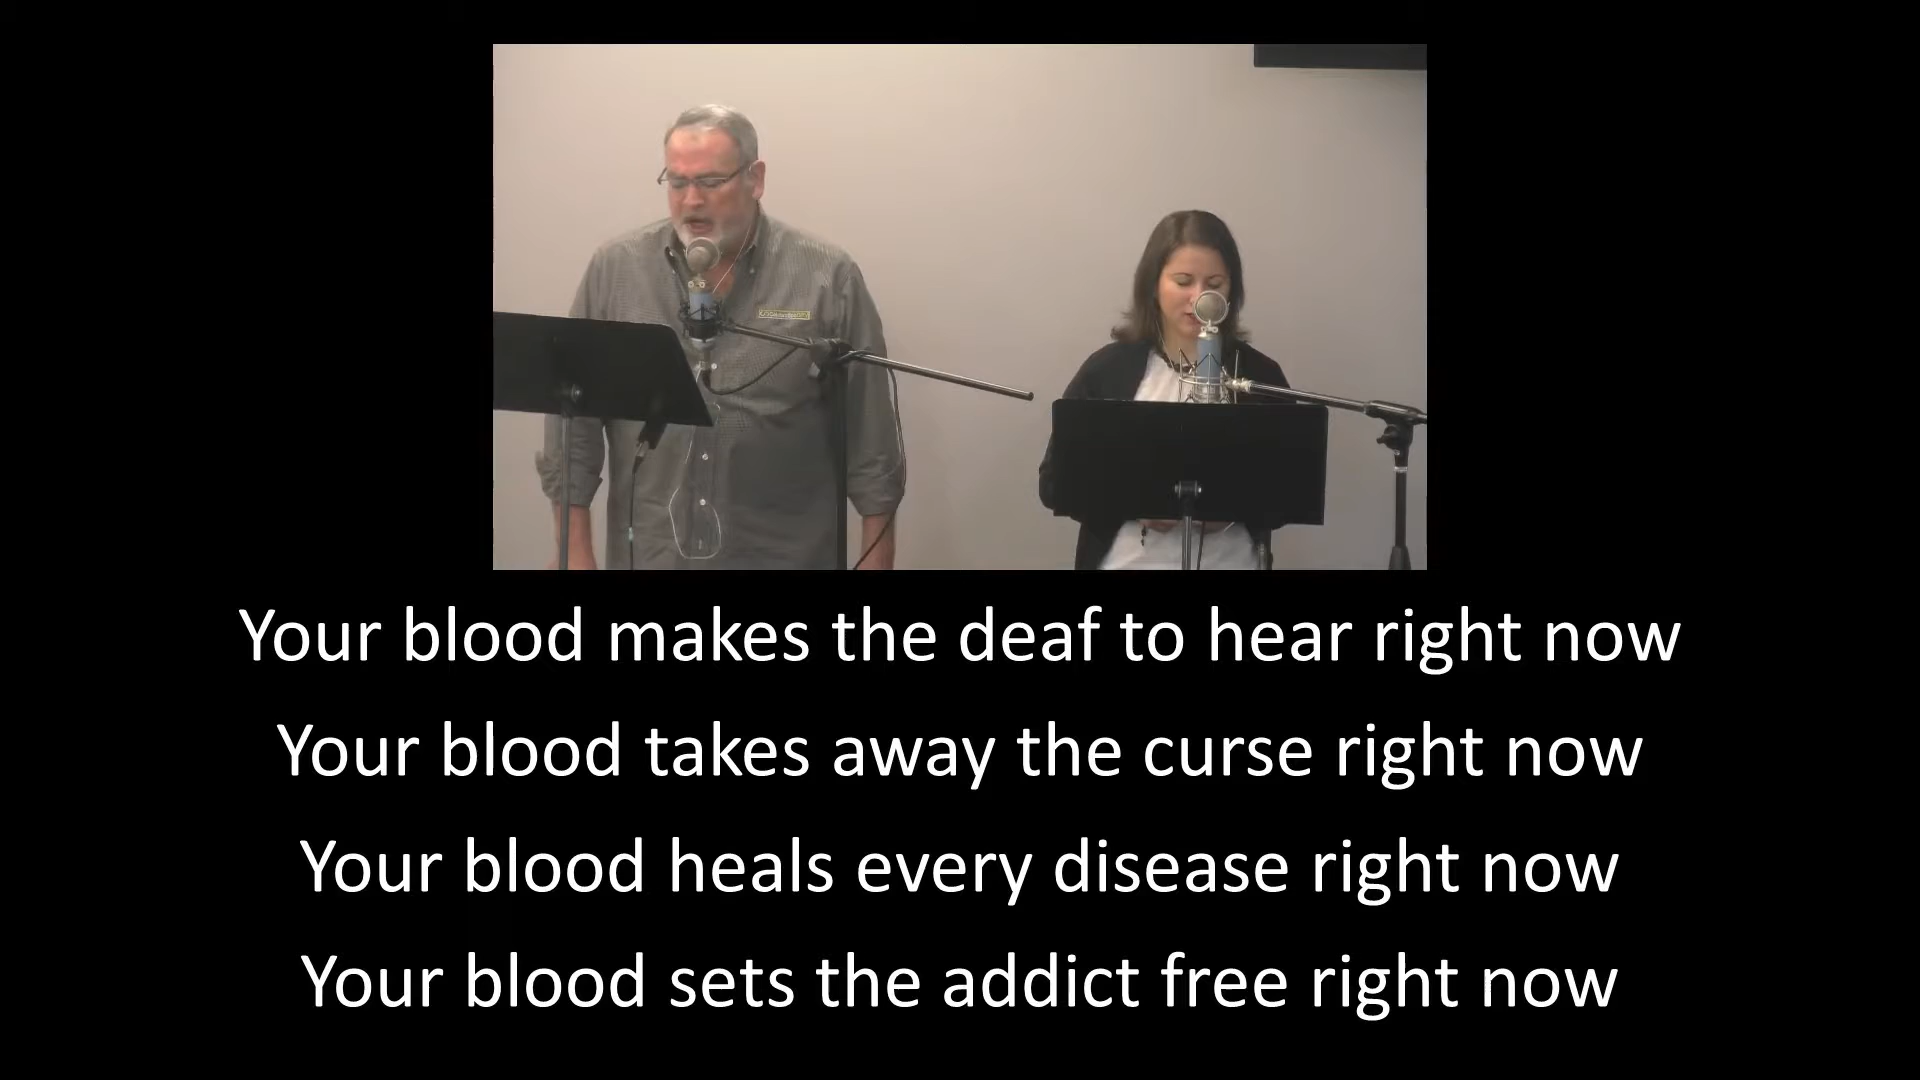 Your blood makes the deaf to hear right now
Your blood takes away the curse right now
Your blood heals every disease right now
Your blood sets the addict free right now